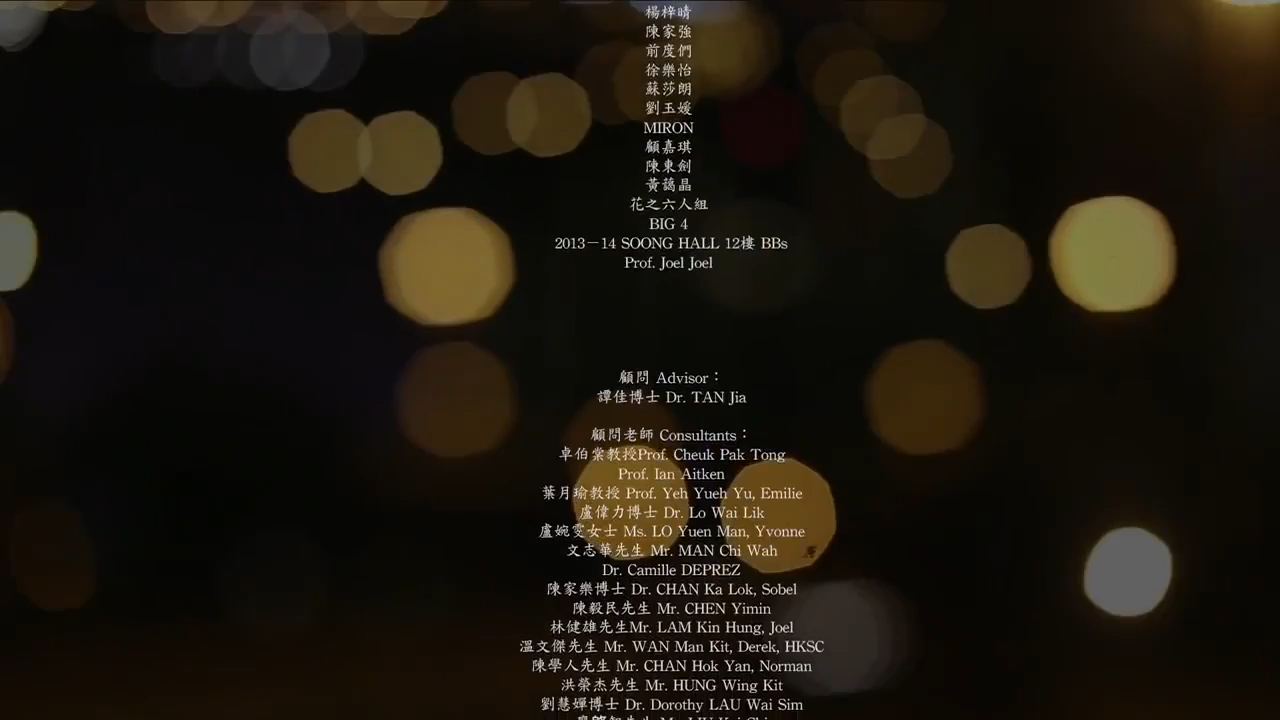 楊梓晴
陳家強
前度們
徐樂怡
蘇莎朗
劉玉媛
MIRON
顧嘉琪
陳東劍
黃藹晶
花之六人組
BIG 4
2013－14 SOONG HALL 12樓 BBs
Prof. Joel Joel
顧問 Advisor：
譚佳博士 Dr. TAN Jia
顧問老師 Consultants：
卓伯棠教授Prof. Cheuk Pak Tong
Prof. Ian Aitken
葉月瑜教授 Prof. Yeh Yueh Yu, Emilie
盧偉力博士 Dr. Lo Wai Lik
盧婉雯女士 Ms. LO Yuen Man, Yvonne
文志華先生 Mr. MAN Chi Wah
Dr. Camille DEPREZ
陳家樂博士 Dr. CHAN Ka Lok, Sobel
陳毅民先生 Mr. CHEN Yimin
林健雄先生Mr. LAM Kin Hung, Joel
溫文傑先生 Mr. WAN Man Kit, Derek, HKSC
陳學人先生 Mr. CHAN Hok Yan, Norman
洪榮杰先生 Mr. HUNG Wing Kit
劉慧嬋博士 Dr. Dorothy LAU Wai Sim